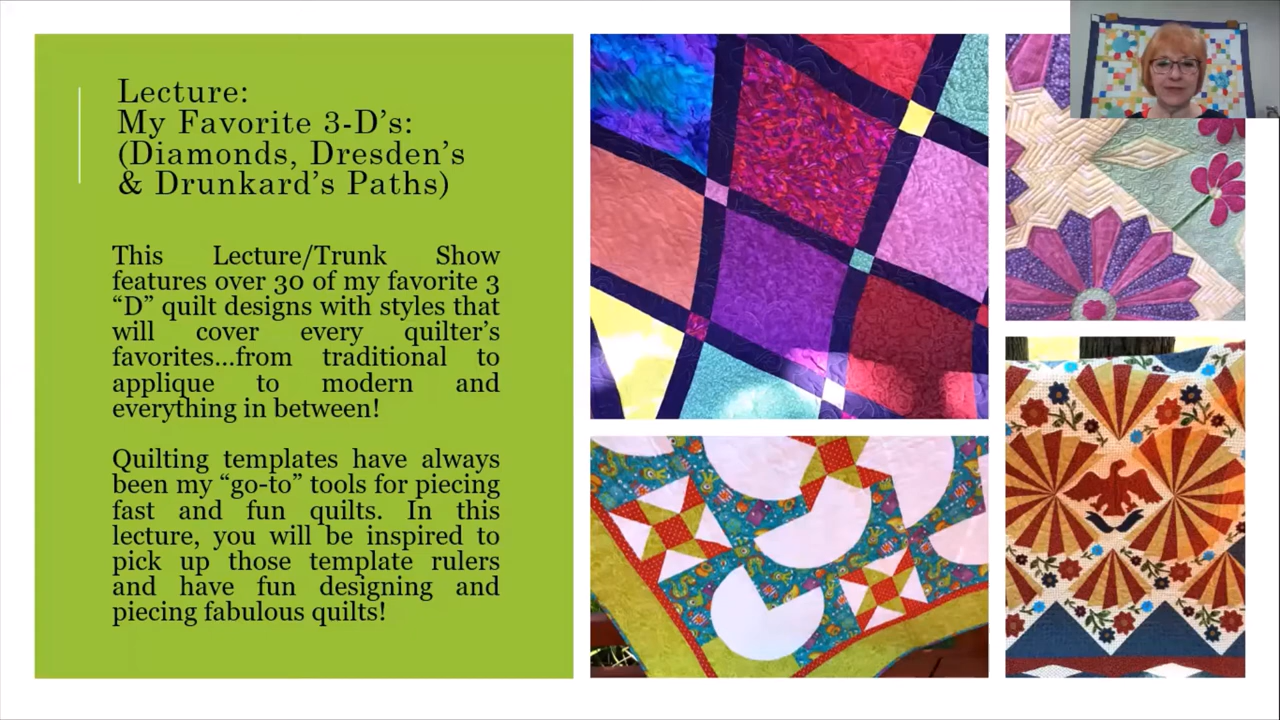 Lecture:
My Favorite 3-D’s:
(Diamonds, Dresden’s
& Drunkard’s Paths)
This Lecture/Trunk Show
features over 30 of my favorite 3
“D” quilt designs with styles that
will cover every quilter’s
favorites...from traditional to
applique to modern and
everything in between!
Quilting templates have always
been my “go-to” tools for piecing
fast and fun quilts. In this
lecture, you will be inspired to
pick up those template rulers
and have fun designing and
piecing fabulous quilts!